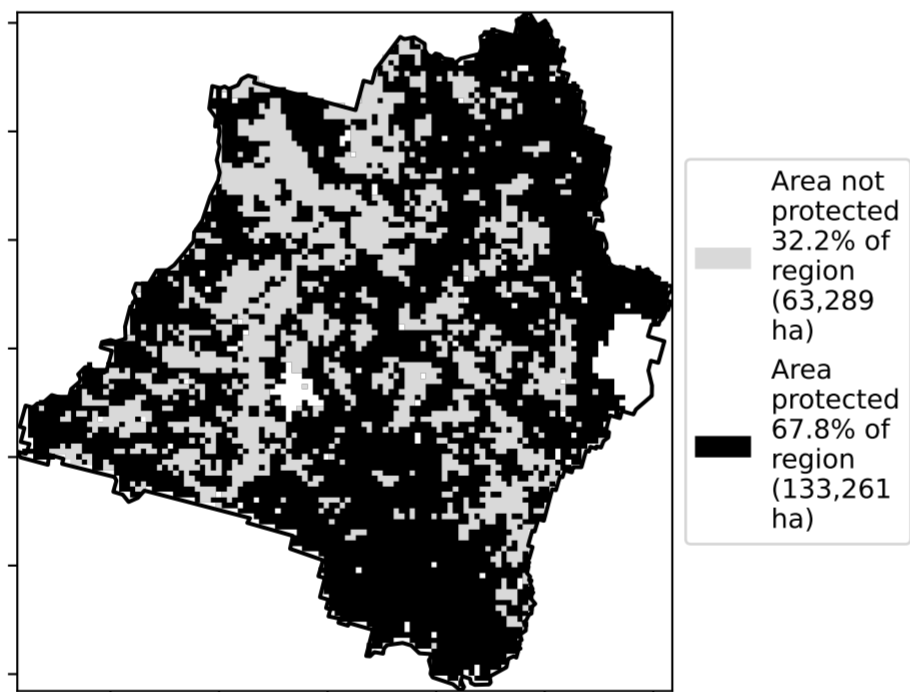 Area not
protected
32.2% of
region
(63,289
ha)
Area
protected
67.8% of
region
(133,261
ha)